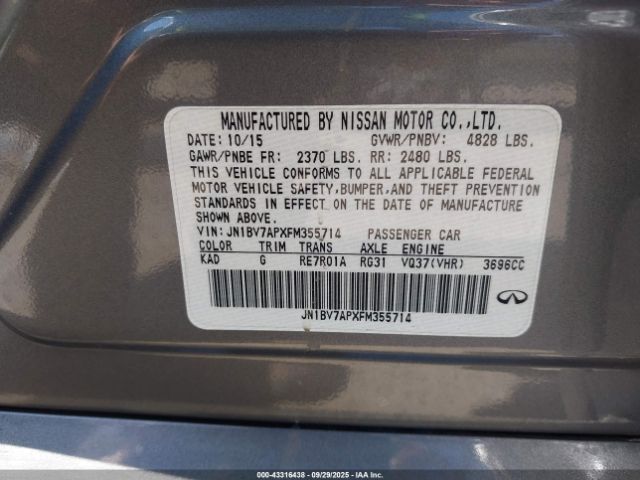 MANUFACTURED BY NISSAN MOTOR CO.,LTD.
DATE: 10/15 GVWR/PNBV: 4828 LBS.
GAWR/PNBE FR: 2370 LBS. RR: 2480 LBS.
THIS VEHICLE CONFORMS TO ALL APPLICABLE FEDERAL
MOTOR VEHICLE SAFETY,BUMPER,AND THEFT PREVENTION
STANDARDS IN EFFECT ON THE DATE OF MANUFACTURE
SHOWN ABOVE.
VIN: JN1BV7APXFM355714 PASSENGER CAR
COLOR TRIM TRANS AXLE ENGINE
KAD G RE7R01A RG31 VQ37(VHR) 3696CC
JN1BV7APXFM355714
000-43316438 - 09/29/2025 - IAA Inc.